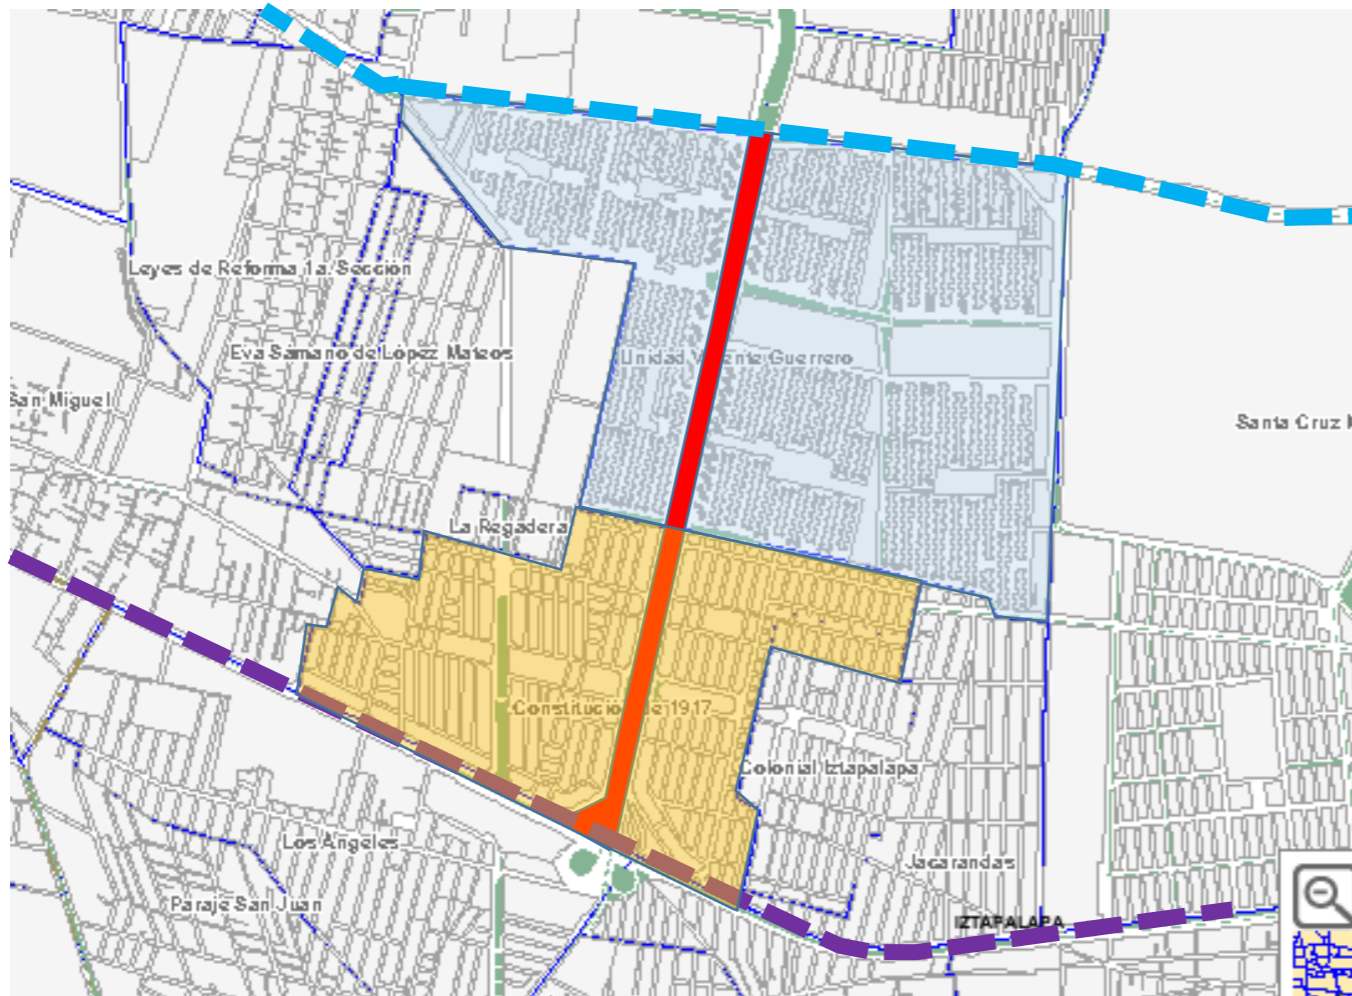 Leyes de Reforma 1a. Sección
Eva Sámano de López Mateos
Unidad Vicente Guerrero
San Miguel
Santa Cruz
La Regadera
Constitución de 1917
Colonial Iztapalapa
Los Angeles
Jacarandas
Paraje San Juan
IZTAPALAPA